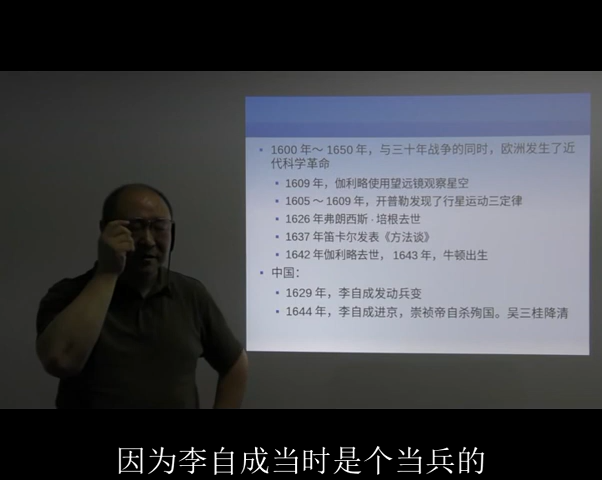 1600 年～ 1650 年，与三十年战争的同时，欧洲发生了近
代科学革命
1609 年，伽利略使用望远镜观察星空
1605 ～ 1609 年，开普勒发现了行星运动三定律
1626 年弗朗西斯 · 培根去世
1637 年笛卡尔发表《方法谈》
1642 年伽利略去世， 1643 年，牛顿出生
中国：
1629 年，李自成发动兵变
1644 年，李自成进京，崇祯帝自杀殉国。吴三桂降清
因为李自成当时是个当兵的